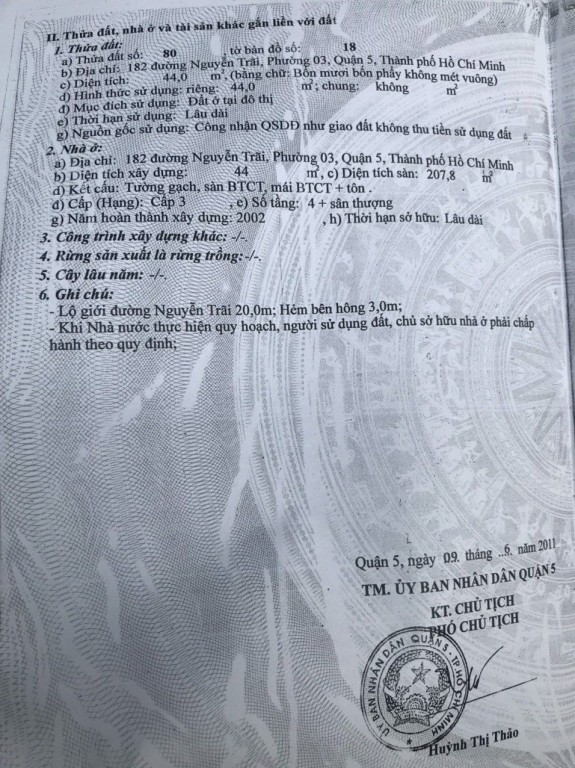 II. Thửa đất, nhà ở và tài sản khác gắn liền với đất
1. Thửa đất:
a) Thửa đất số: 80 tờ bản đồ số: 18
b) Địa chỉ: 182 đường Nguyễn Trãi, Phường 03, Quận 5, Thành phố Hồ Chí Minh
c) Diện tích: 44,0 m², (bằng chữ: Bốn mươi bốn phẩy không mét vuông)
d) Hình thức sử dụng: riêng: 44,0 m²; chung: không m²
đ) Mục đích sử dụng: Đất ở tại đô thị
e) Thời hạn sử dụng: Lâu dài
g) Nguồn gốc sử dụng: Công nhận QSDĐ như giao đất không thu tiền sử dụng đất
2. Nhà ở:
a) Địa chỉ: 182 đường Nguyễn Trãi, Phường 03, Quận 5, Thành phố Hồ Chí Minh
b) Diện tích xây dựng: 44 m², c) Diện tích sàn: 207,8 m²
d) Kết cấu: Tường gạch, sàn BTCT, mái BTCT + tôn .
đ) Cấp (Hạng): Cấp 3 , e) Số tầng: 4 + sân thượng
g) Năm hoàn thành xây dựng: 2002 , h) Thời hạn sở hữu: Lâu dài
3. Công trình xây dựng khác: -/-.
4. Rừng sản xuất là rừng trồng: -/-.
5. Cây lâu năm: -/-.
6. Ghi chú:
- Lộ giới đường Nguyễn Trãi 20,0m; Hẻm bên hông 3,0m;
- Khi Nhà nước thực hiện quy hoạch, người sử dụng đất, chủ sở hữu nhà ở phải chấp
hành theo quy định;
Quận 5, ngày 09. tháng ..6. năm 2011
TM. ỦY BAN NHÂN DÂN QUẬN 5
KT. CHỦ TỊCH
PHÓ CHỦ TỊCH
ỦY BAN NHÂN DÂN QUẬN 5 - TP. HỒ CHÍ MINH
Huỳnh Thị Thảo